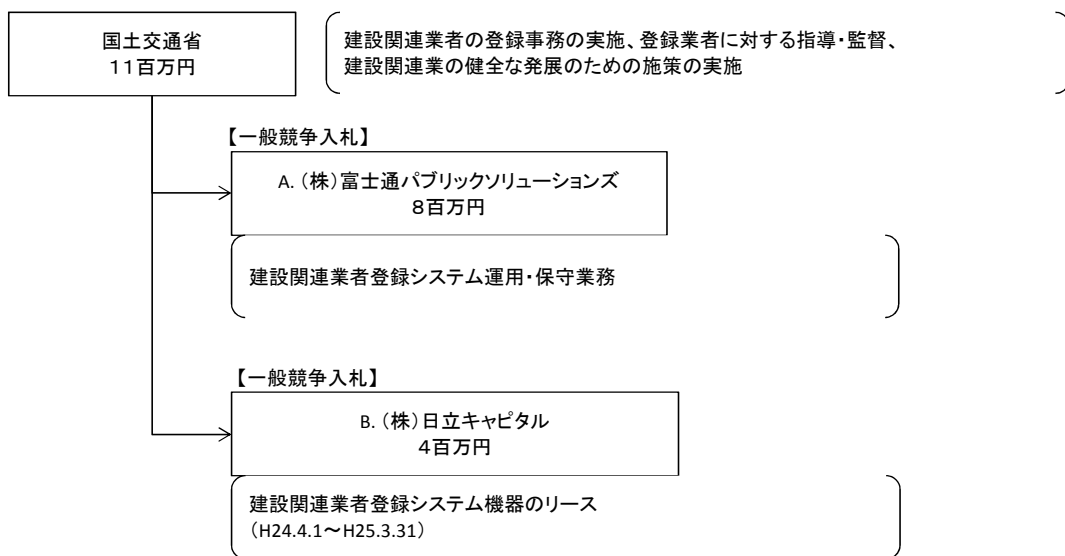 国土交通省
11百万円
建設関連業者の登録事務の実施、登録業者に対する指導・監督、
建設関連業の健全な発展のための施策の実施
【一般競争入札】
A. （株）富士通パブリックソリューションズ
８百万円
建設関連業者登録システム運用・保守業務
【一般競争入札】
B. （株）日立キャピタル
４百万円
建設関連業者登録システム機器のリース
（H24.4.1～H25.3.31）